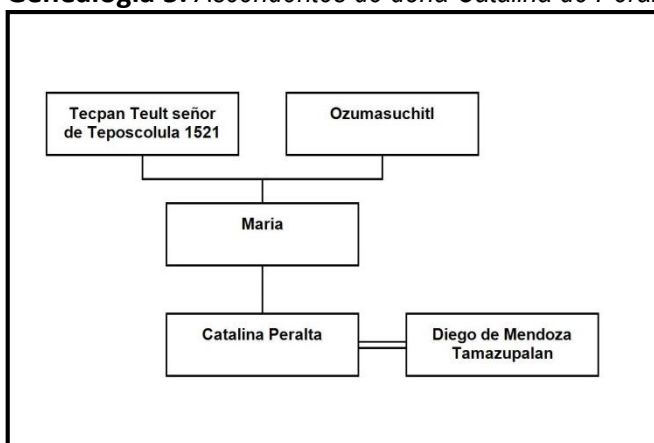 Tecpan Teult señor
de Teposcolula 1521
Ozumasuchitl
Maria
Catalina Peralta
Diego de Mendoza
Tamazupalan